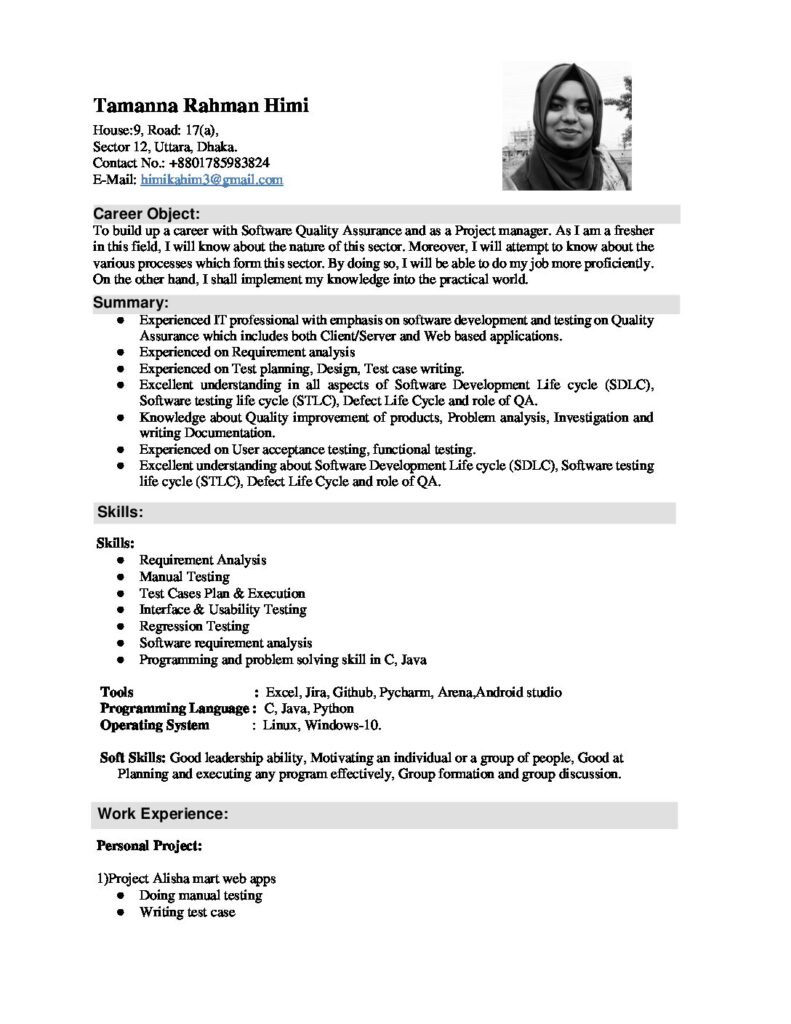 Tamanna Rahman Himi
House:9, Road: 17(a),
Sector 12, Uttara, Dhaka.
Contact No.: +8801785983824
E-Mail: himikahim3@gmail.com
Career Object:
To build up a career with Software Quality Assurance and as a Project manager. As I am a fresher
in this field, I will know about the nature of this sector. Moreover, I will attempt to know about the
various processes which form this sector. By doing so, I will be able to do my job more proficiently.
On the other hand, I shall implement my knowledge into the practical world.
Summary:
● Experienced IT professional with emphasis on software development and testing on Quality
Assurance which includes both Client/Server and Web based applications.
● Experienced on Requirement analysis
● Experienced on Test planning, Design, Test case writing.
● Excellent understanding in all aspects of Software Development Life cycle (SDLC),
Software testing life cycle (STLC), Defect Life Cycle and role of QA.
● Knowledge about Quality improvement of products, Problem analysis, Investigation and
writing Documentation.
● Experienced on User acceptance testing, functional testing.
● Excellent understanding about Software Development Life cycle (SDLC), Software testing
life cycle (STLC), Defect Life Cycle and role of QA.
Skills:
Skills:
● Requirement Analysis
● Manual Testing
● Test Cases Plan & Execution
● Interface & Usability Testing
● Regression Testing
● Software requirement analysis
● Programming and problem solving skill in C, Java
Tools : Excel, Jira, Github, Pycharm, Arena,Android studio
Programming Language : C, Java, Python
Operating System : Linux, Windows-10.
Soft Skills: Good leadership ability, Motivating an individual or a group of people, Good at
Planning and executing any program effectively, Group formation and group discussion.
Work Experience:
Personal Project:
1)Project Alisha mart web apps
● Doing manual testing
● Writing test case